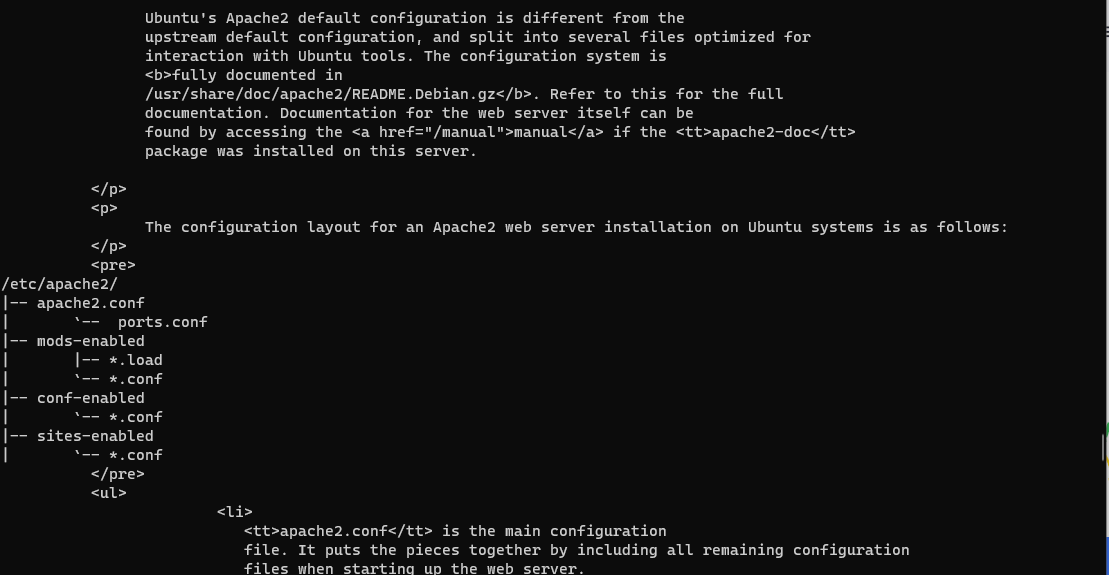 Ubuntu's Apache2 default configuration is different from the
upstream default configuration, and split into several files optimized for
interaction with Ubuntu tools. The configuration system is
<b>fully documented in
/usr/share/doc/apache2/README.Debian.gz</b>. Refer to this for the full
documentation. Documentation for the web server itself can be
found by accessing the <a href="/manual">manual</a> if the <tt>apache2-doc</tt>
package was installed on this server.
</p>
<p>
The configuration layout for an Apache2 web server installation on Ubuntu systems is as follows:
</p>
<pre>
/etc/apache2/
|-- apache2.conf
|       `--  ports.conf
|-- mods-enabled
|       |-- *.load
|       `-- *.conf
|-- conf-enabled
|       `-- *.conf
|-- sites-enabled
|       `-- *.conf
</pre>
<ul>
<li>
<tt>apache2.conf</tt> is the main configuration
file. It puts the pieces together by including all remaining configuration
files when starting up the web server.